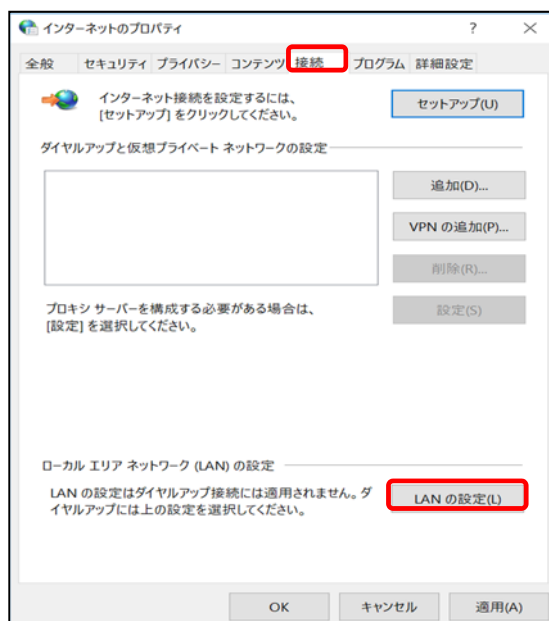 インターネットのプロパティ ? ×
全般 セキュリティ プライバシー コンテンツ 接続 プログラム 詳細設定
インターネット接続を設定するには、
[セットアップ] をクリックしてください。
セットアップ(U)
ダイヤルアップと仮想プライベート ネットワークの設定
追加(D)...
VPN の追加(P)...
削除(R)...
プロキシ サーバーを構成する必要がある場合は、
[設定] を選択してください。
設定(S)
ローカル エリア ネットワーク (LAN) の設定
LAN の設定はダイヤルアップ接続には適用されません。ダ
イヤルアップには上の設定を選択してください。
LAN の設定(L)
OK キャンセル 適用(A)